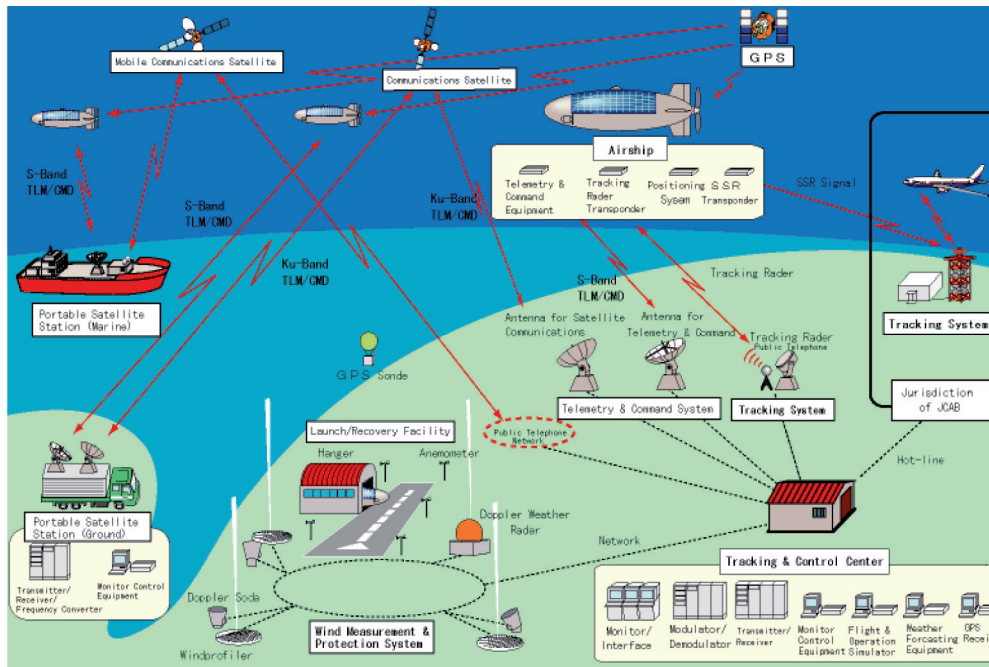 Mobile Communications Satellite
Communications Satellite
GPS
Airship
Telemetry &
Command
Equipment
Tracking
Rader
Transponder
Positioning
Sysem
SSR
Transponder
SSR Signal
S-Band
TLM/CMD
S-Band
TLM/CMD
Ku-Band
TLM/CMD
Ku-Band
TLM/CMD
S-Band
TLM/CMD
Tracking Rader
Portable Satellite
Station (Marine)
Antenna for Satellite
Communications
Antenna for
Telemetry & Command
Tracking Rader
Public Telephone
Tracking System
GPS Sonde
Telemetry & Command System
Tracking System
Jurisdiction
of JCAB
Launch/Recovery Facility
Public Telephone
Network
Hanger
Anemometer
Hot-line
Doppler Weather
Radar
Portable Satellite
Station (Ground)
Transmitter/
Receiver/
Frequency Converter
Monitor Control
Equipment
Network
Doppler Soda
Windprofiler
Wind Measurement &
Protection System
Tracking & Control Center
Monitor/
Interface
Modulator/
Demodulator
Transmitter/
Receiver
Monitor
Control
Equipment
Flight &
Operation
Simulator
Weather
Forcasting
Equipment
GPS